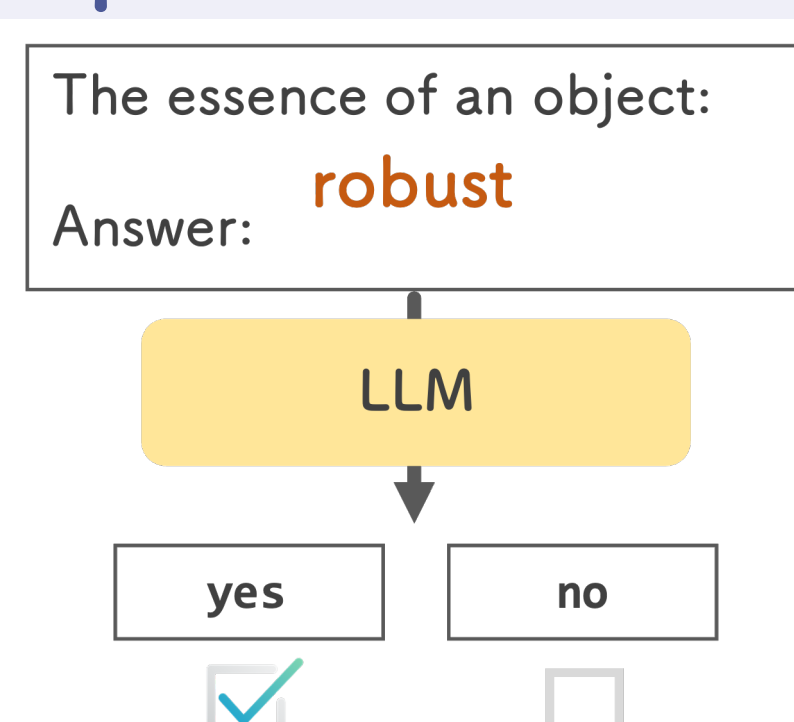 The essence of an object:
robust
Answer:
LLM
yes no